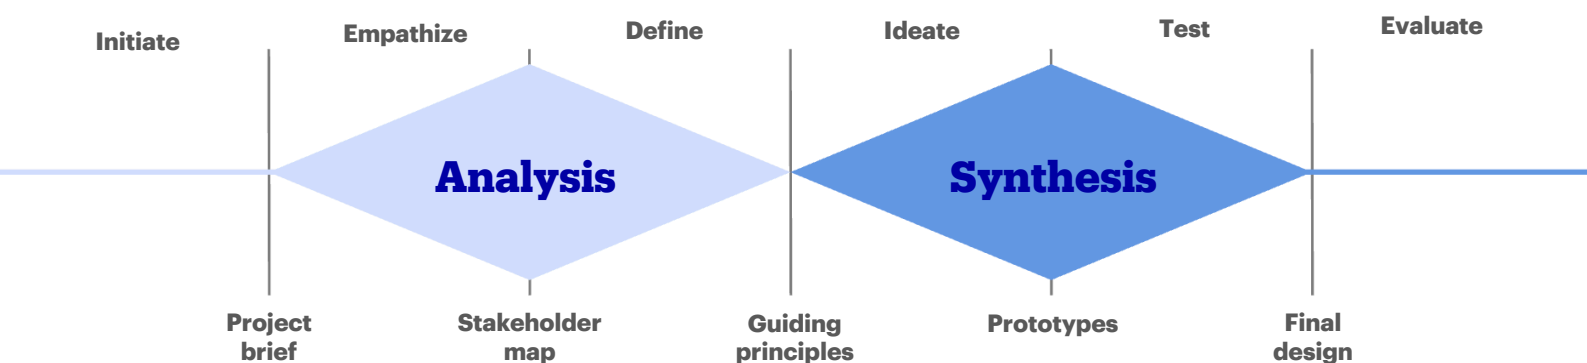 Initiate
Empathize
Define
Ideate
Test
Evaluate
Analysis
Synthesis
Project
brief
Stakeholder
map
Guiding
principles
Prototypes
Final
design